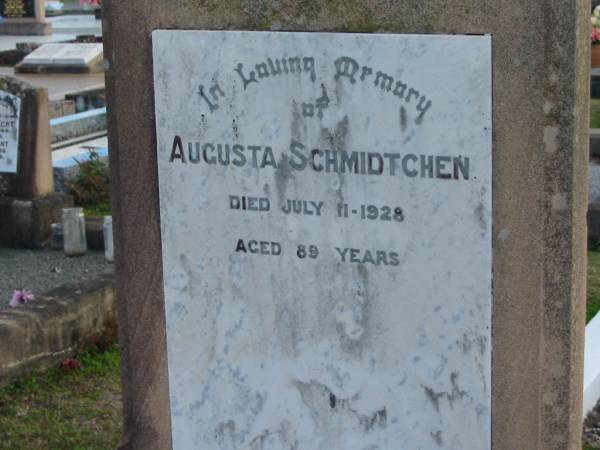 In Loving Memory
of
AUGUSTA SCHMIDTCHEN
DIED JULY 11-1928
AGED 89 YEARS